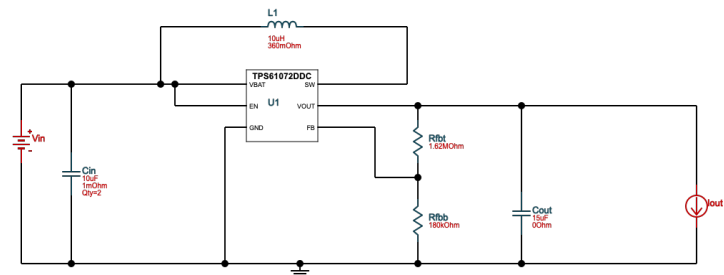 L1
10uH
360mOhm
TPS61072DDC
VBAT
SW
EN
U1
VOUT
GND
FB
+
Vin
-
Cin
10uF
1mOhm
Qty=2
Rfbt
1.62MOhm
Rfbb
180kOhm
Cout
15uF
0Ohm
Iout